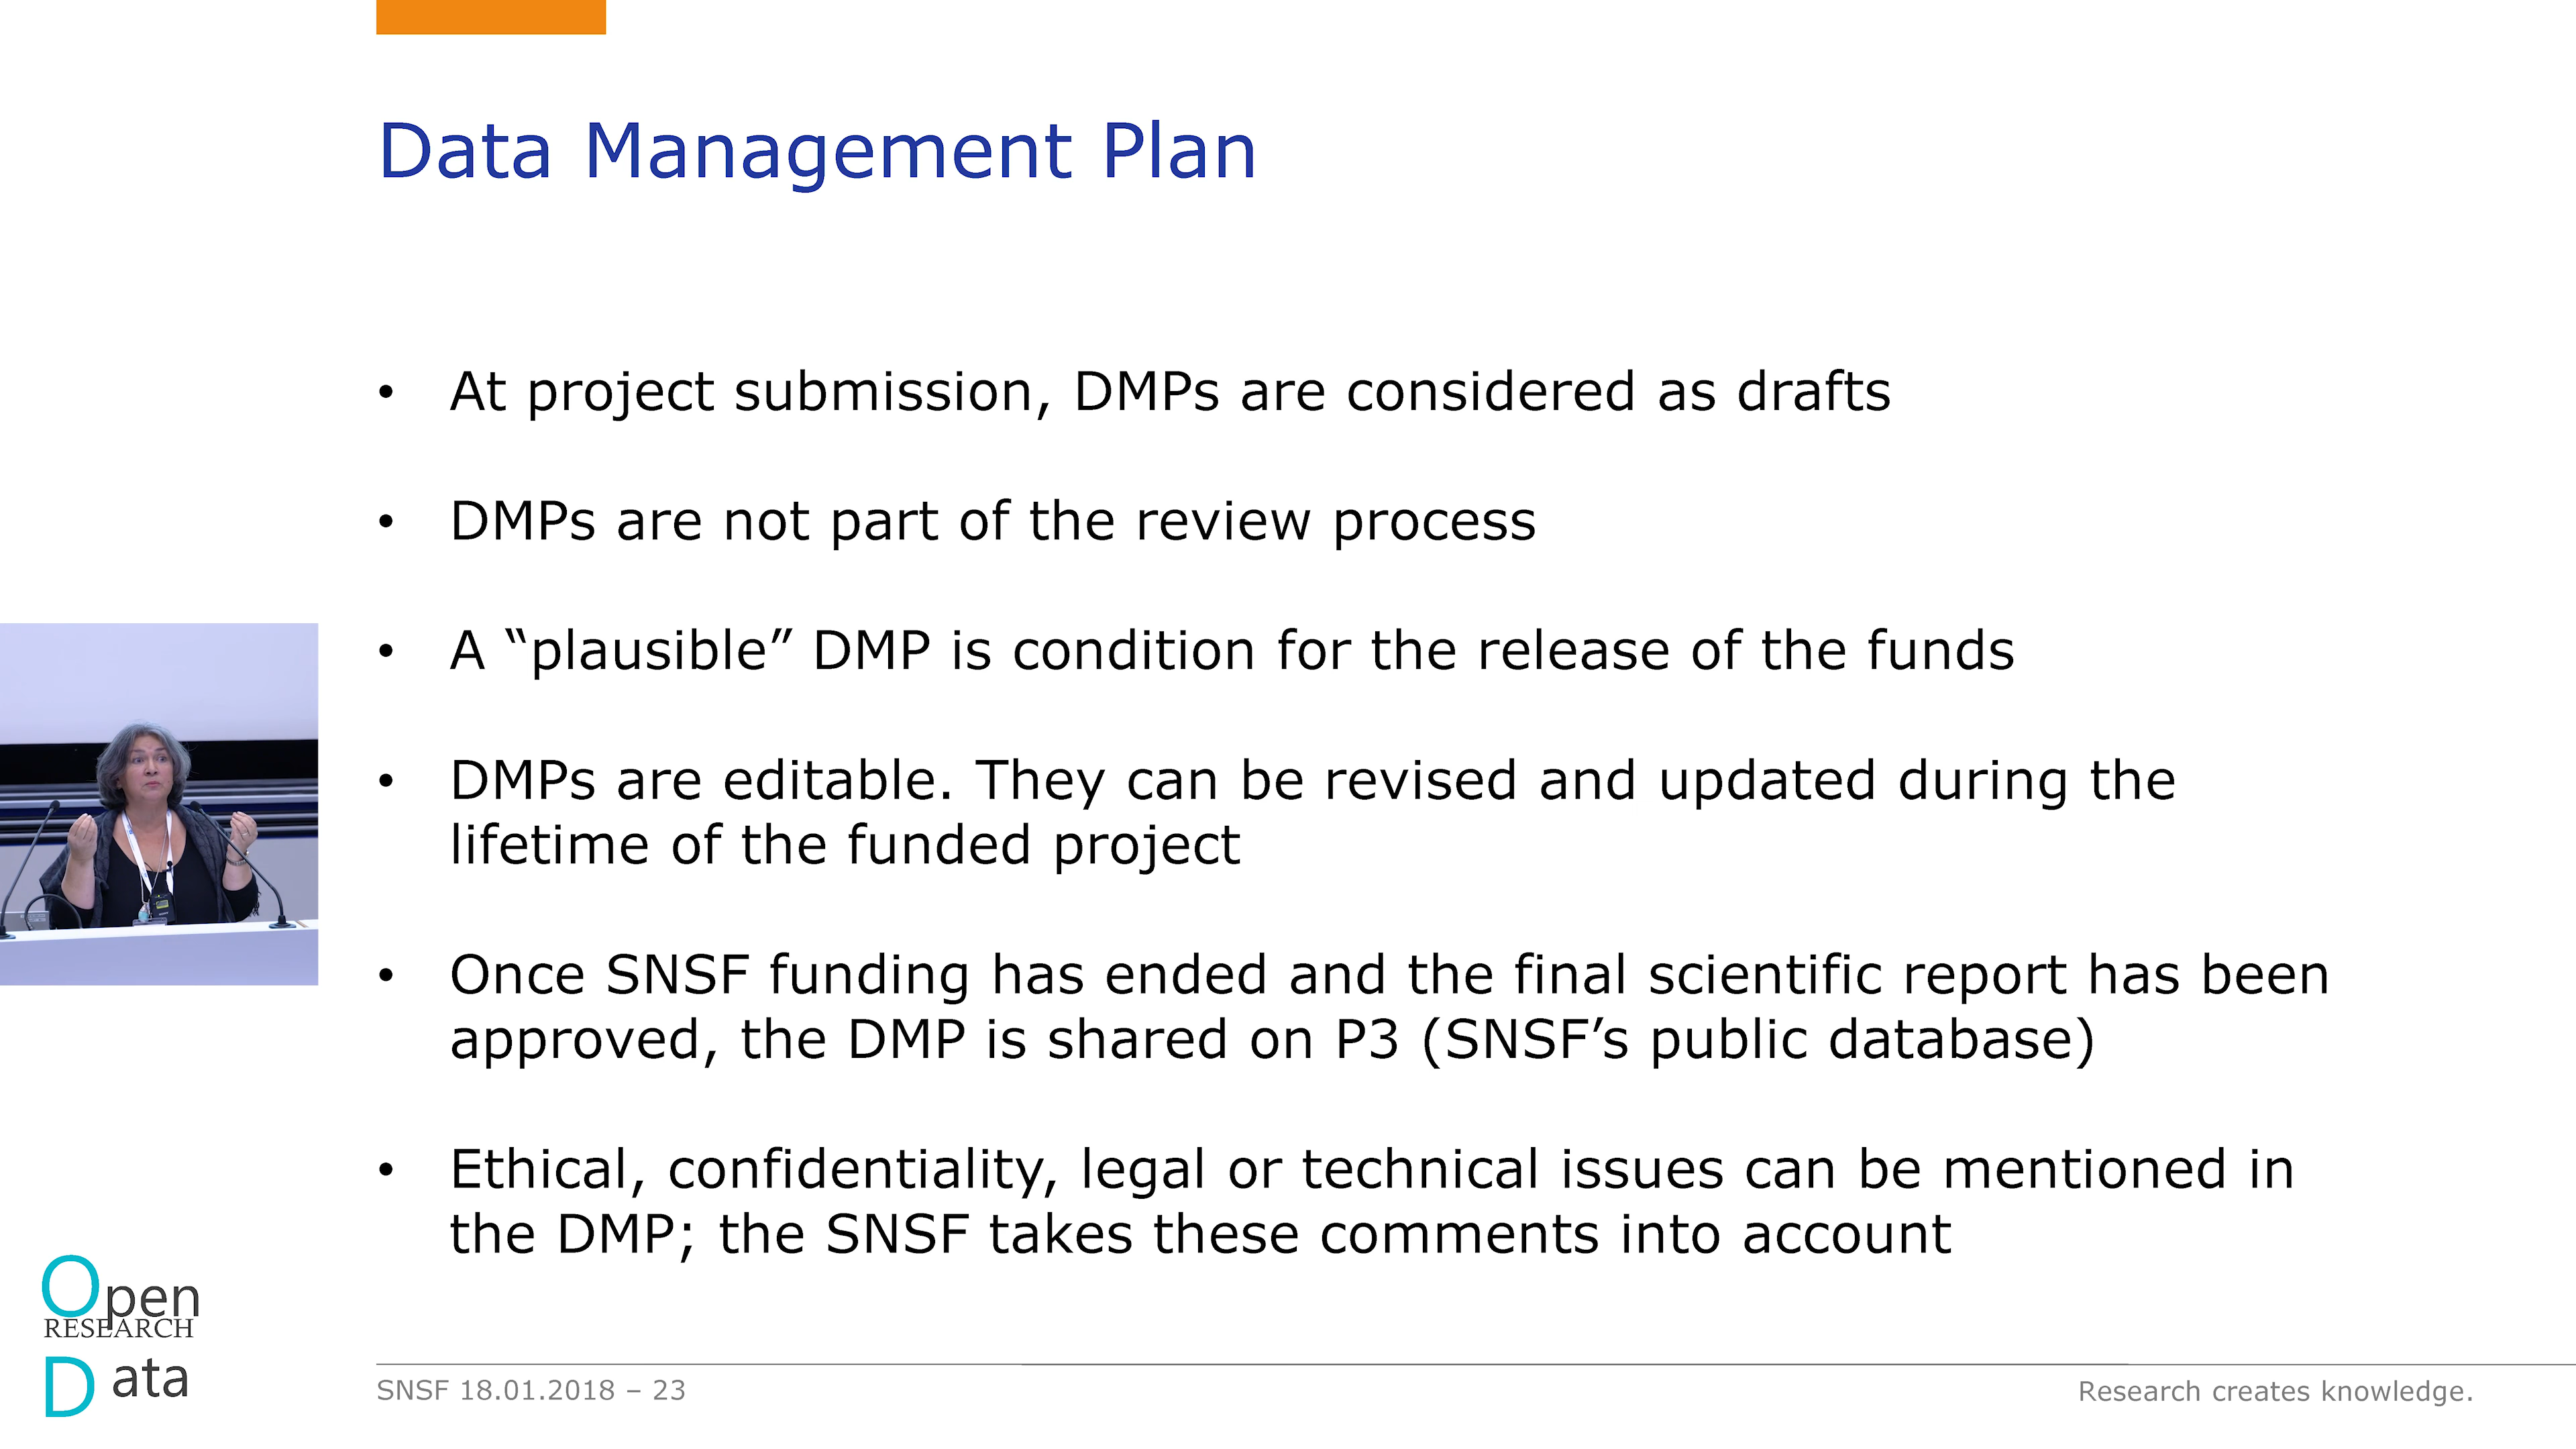 Data Management Plan
• At project submission, DMPs are considered as drafts
• DMPs are not part of the review process
• A “plausible” DMP is condition for the release of the funds
• DMPs are editable. They can be revised and updated during the
lifetime of the funded project
• Once SNSF funding has ended and the final scientific report has been
approved, the DMP is shared on P3 (SNSF’s public database)
• Ethical, confidentiality, legal or technical issues can be mentioned in
the DMP; the SNSF takes these comments into account
Open
RESEARCH
Data
SNSF 18.01.2018 – 23
Research creates knowledge.